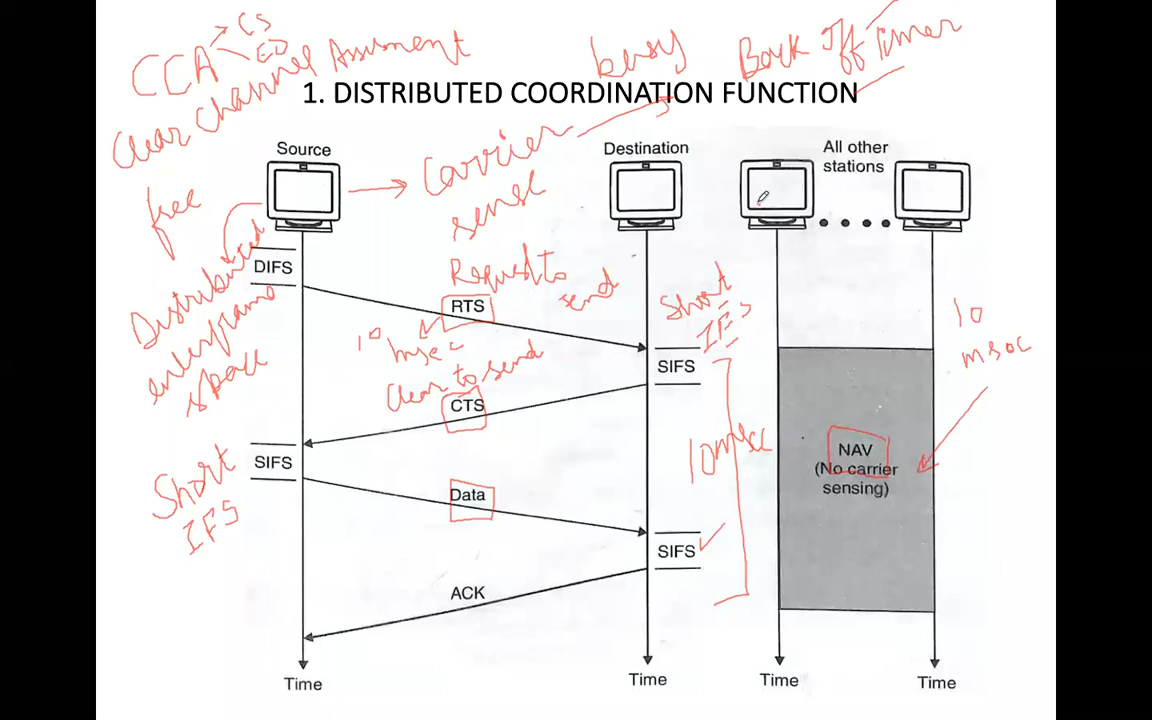 CCA
CS
ED
Clear Channel Assessment
busy
Back Off Timer
1. DISTRIBUTED COORDINATION FUNCTION
Source
Destination
All other
stations
Carrier
sense
free
Distributed
interframe
space
DIFS
Request to
send
RTS
10
msec
Short
IFS
SIFS
Clear to send
CTS
10
msec
SIFS
Short
IFS
10 msec
NAV
(No carrier
sensing)
Data
SIFS
ACK
Time
Time
Time
Time